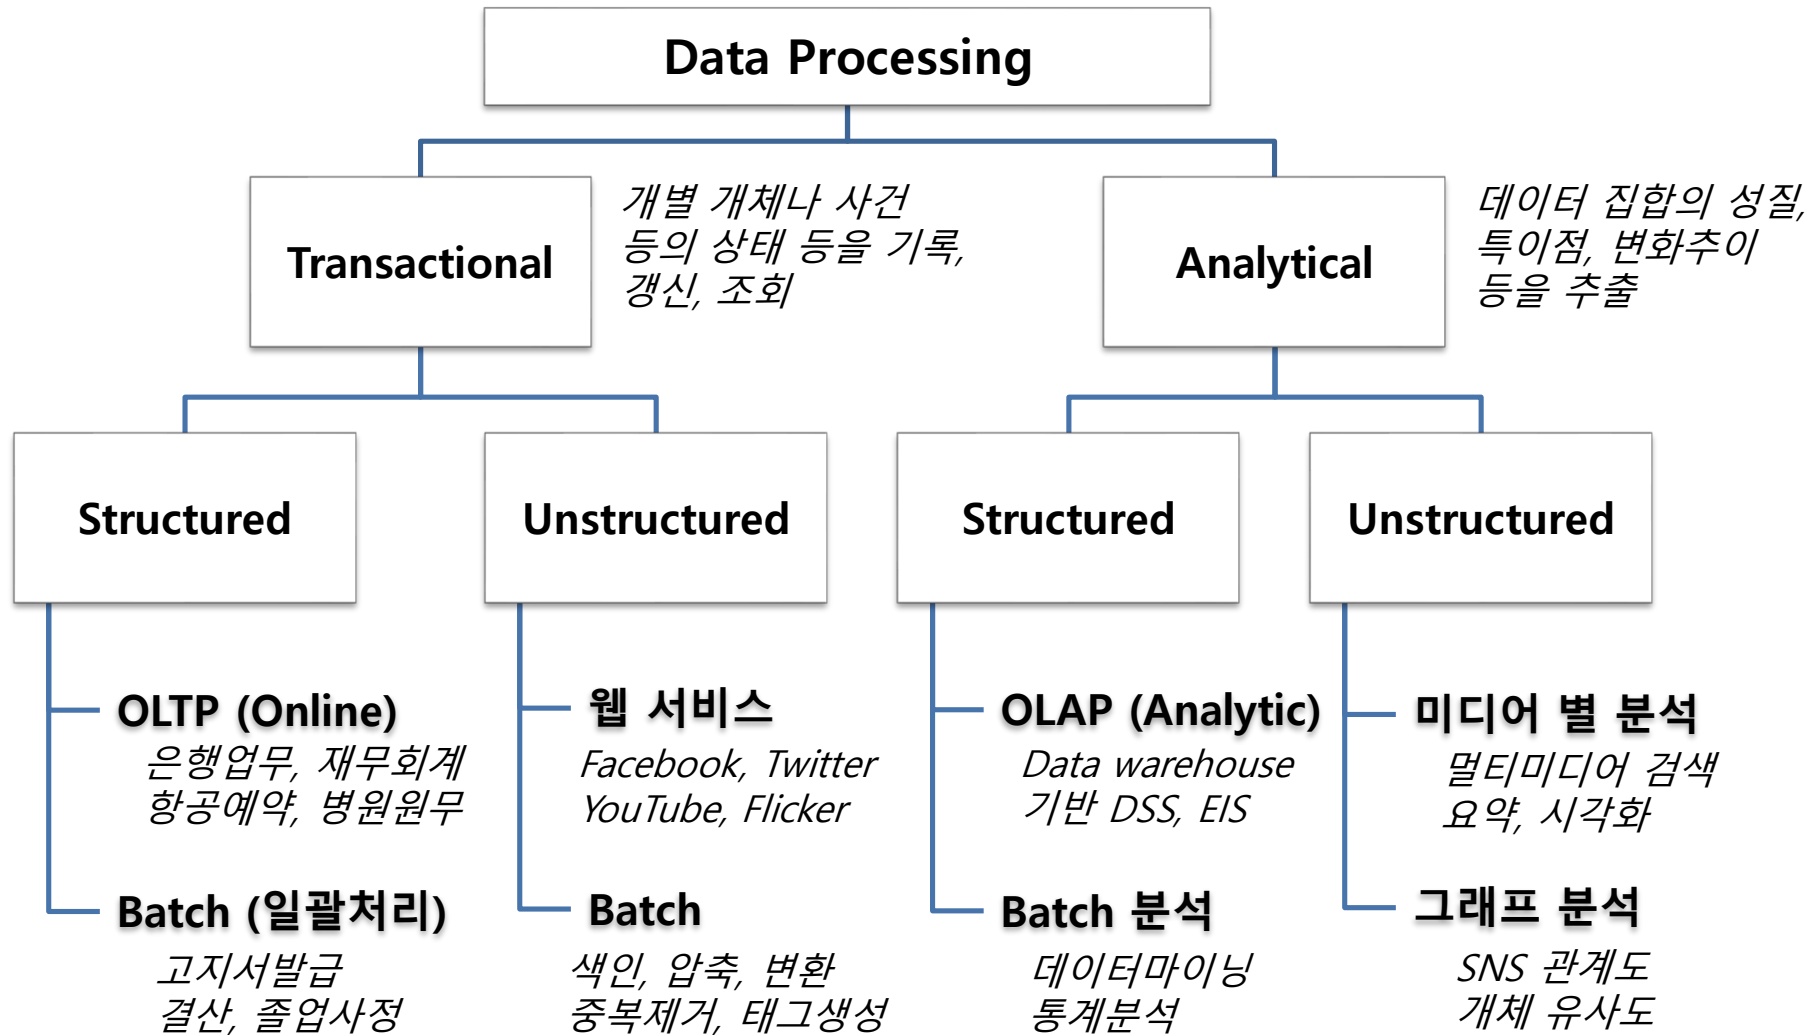 Data Processing
Transactional
개별 개체나 사건
등의 상태 등을 기록,
갱신, 조회
Analytical
데이터 집합의 성질,
특이점, 변화추이
등을 추출
Structured
Unstructured
Structured
Unstructured
OLTP (Online)
은행업무, 재무회계
항공예약, 병원원무
Batch (일괄처리)
고지서발급
결산, 졸업사정
웹 서비스
Facebook, Twitter
YouTube, Flicker
Batch
색인, 압축, 변환
중복제거, 태그생성
OLAP (Analytic)
Data warehouse
기반 DSS, EIS
Batch 분석
데이터마이닝
통계분석
미디어 별 분석
멀티미디어 검색
요약, 시각화
그래프 분석
SNS 관계도
개체 유사도